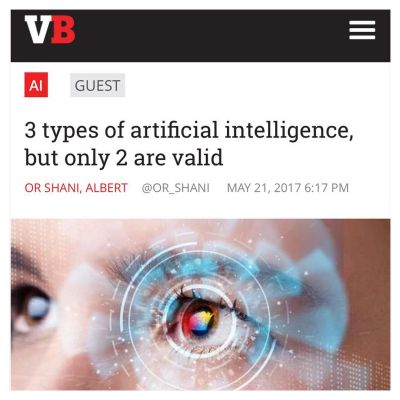 VB
AI GUEST
3 types of artificial intelligence,
but only 2 are valid
OR SHANI, ALBERT @OR_SHANI MAY 21, 2017 6:17 PM